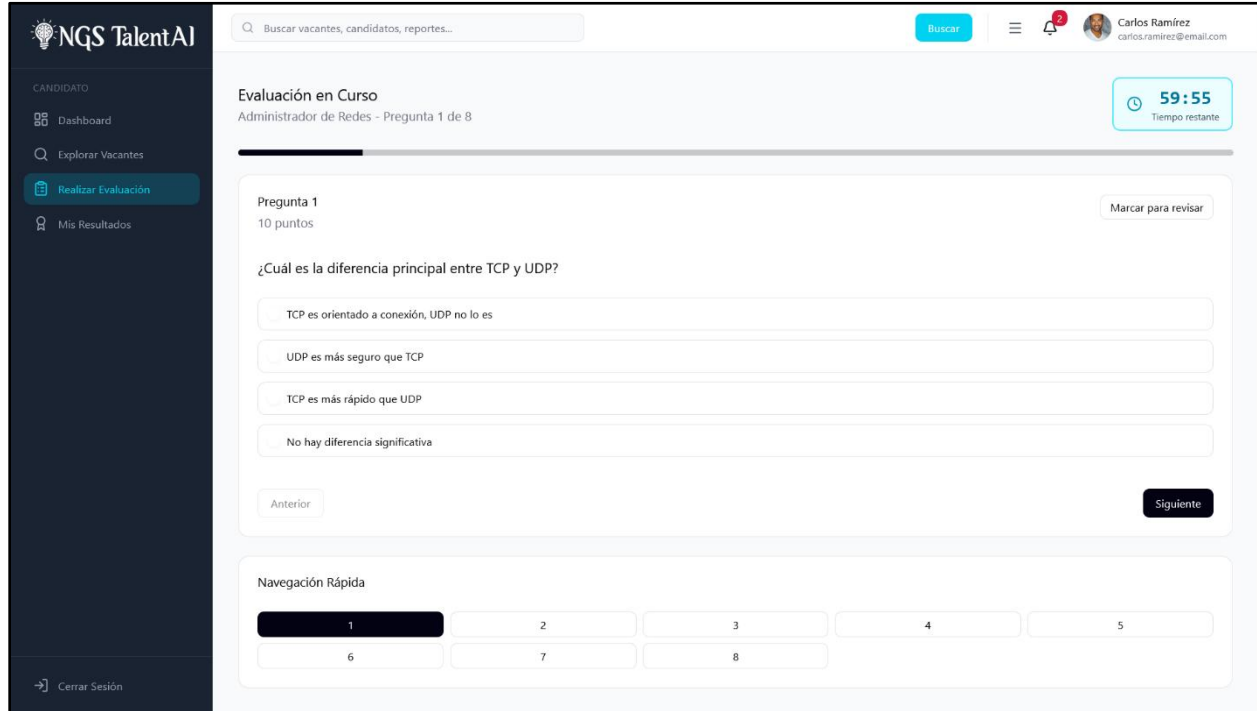 NGS TalentAI
Buscar vacantes, candidatos, reportes...
Buscar
2
Carlos Ramírez
carlos.ramirez@email.com
CANDIDATO
Dashboard
Explorar Vacantes
Realizar Evaluación
Mis Resultados
Cerrar Sesión
Evaluación en Curso
Administrador de Redes - Pregunta 1 de 8
59:55
Tiempo restante
Pregunta 1
10 puntos
Marcar para revisar
¿Cuál es la diferencia principal entre TCP y UDP?
TCP es orientado a conexión, UDP no lo es
UDP es más seguro que TCP
TCP es más rápido que UDP
No hay diferencia significativa
Anterior
Siguiente
Navegación Rápida
1 2 3 4 5
6 7 8